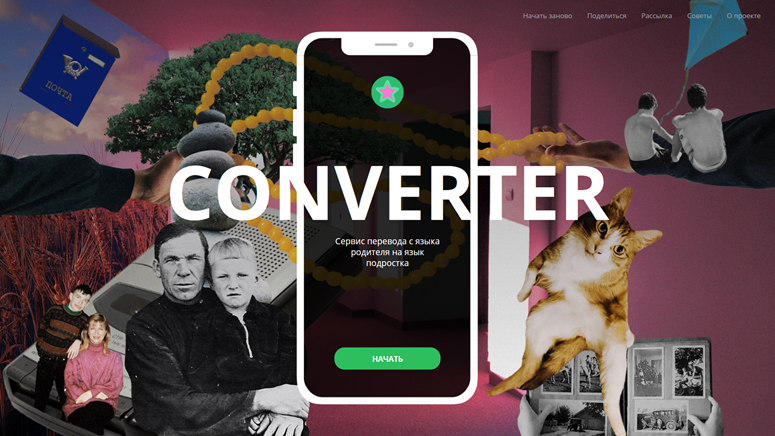 Начать заново Поделиться Рассылка Советы О проекте
ПОЧТА
CONVERTER
Сервис перевода с языка
родителя на язык
подростка
НАЧАТЬ